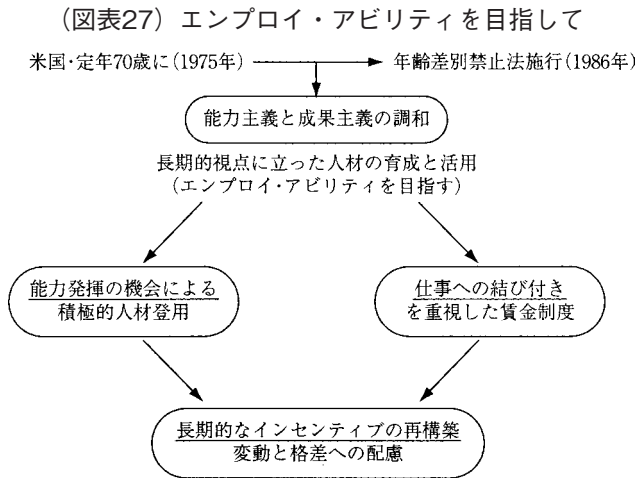 （図表27）エンプロイ・アビリティを目指して
米国・定年70歳に(1975年)　年齢差別禁止法施行(1986年)
能力主義と成果主義の調和
長期的視点に立った人材の育成と活用
(エンプロイ・アビリティを目指す)
能力発揮の機会による
積極的人材登用
仕事への結び付き
を重視した賃金制度
長期的なインセンティブの再構築
変動と格差への配慮